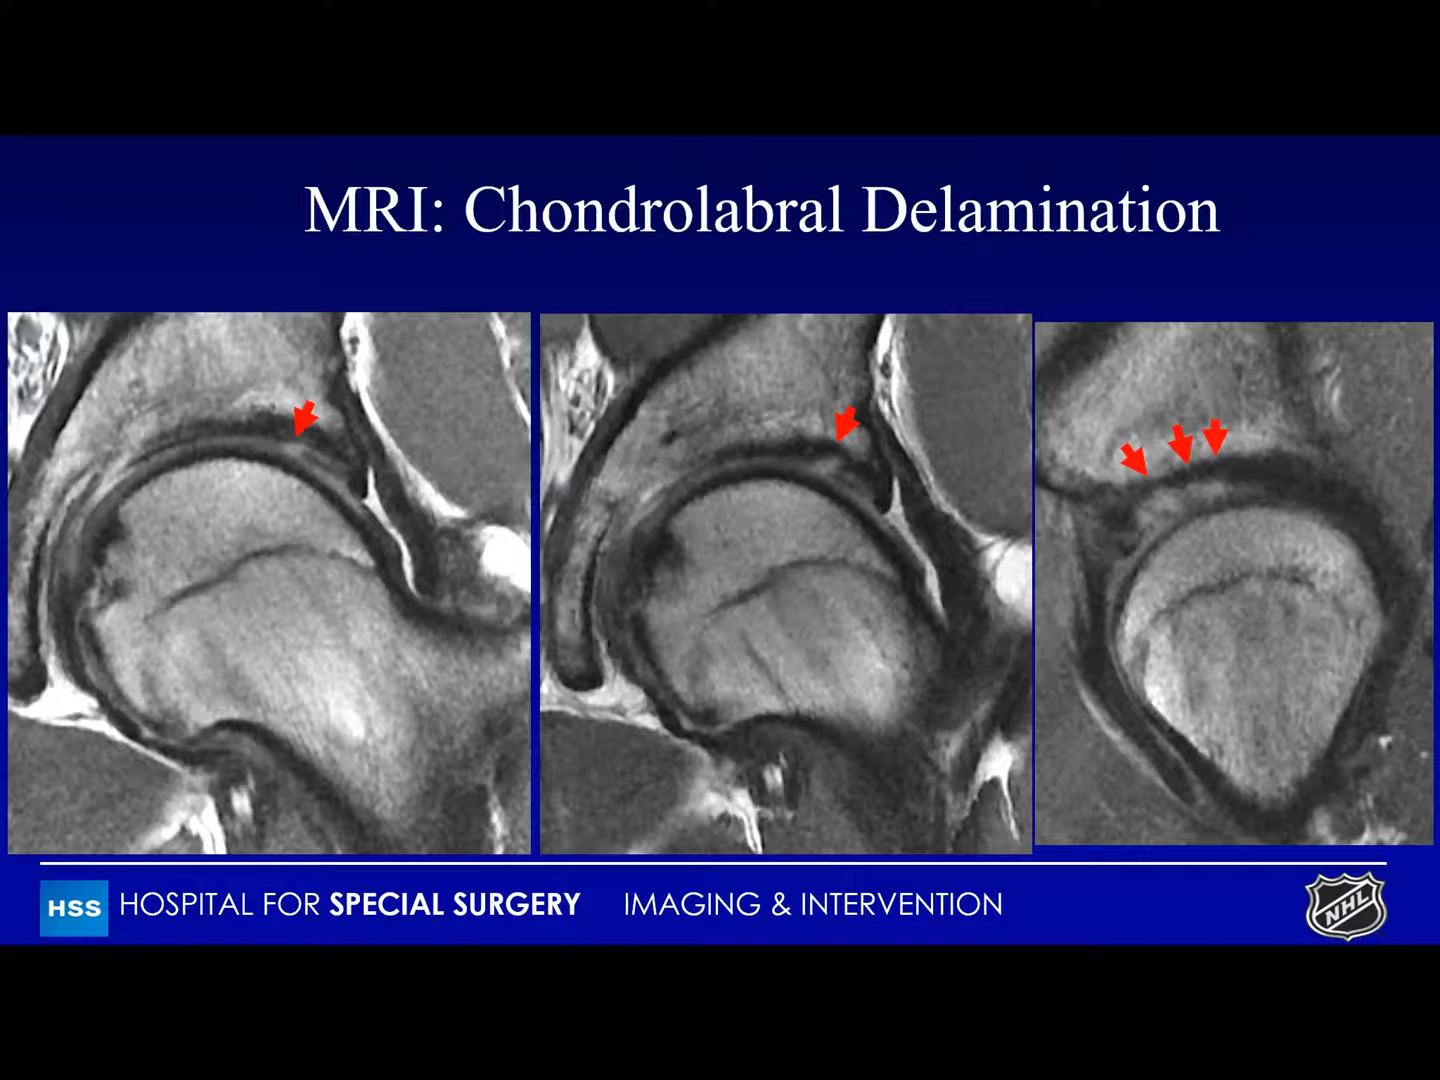 MRI: Chondrolabral Delamination
HSS HOSPITAL FOR SPECIAL SURGERY IMAGING & INTERVENTION
NHL